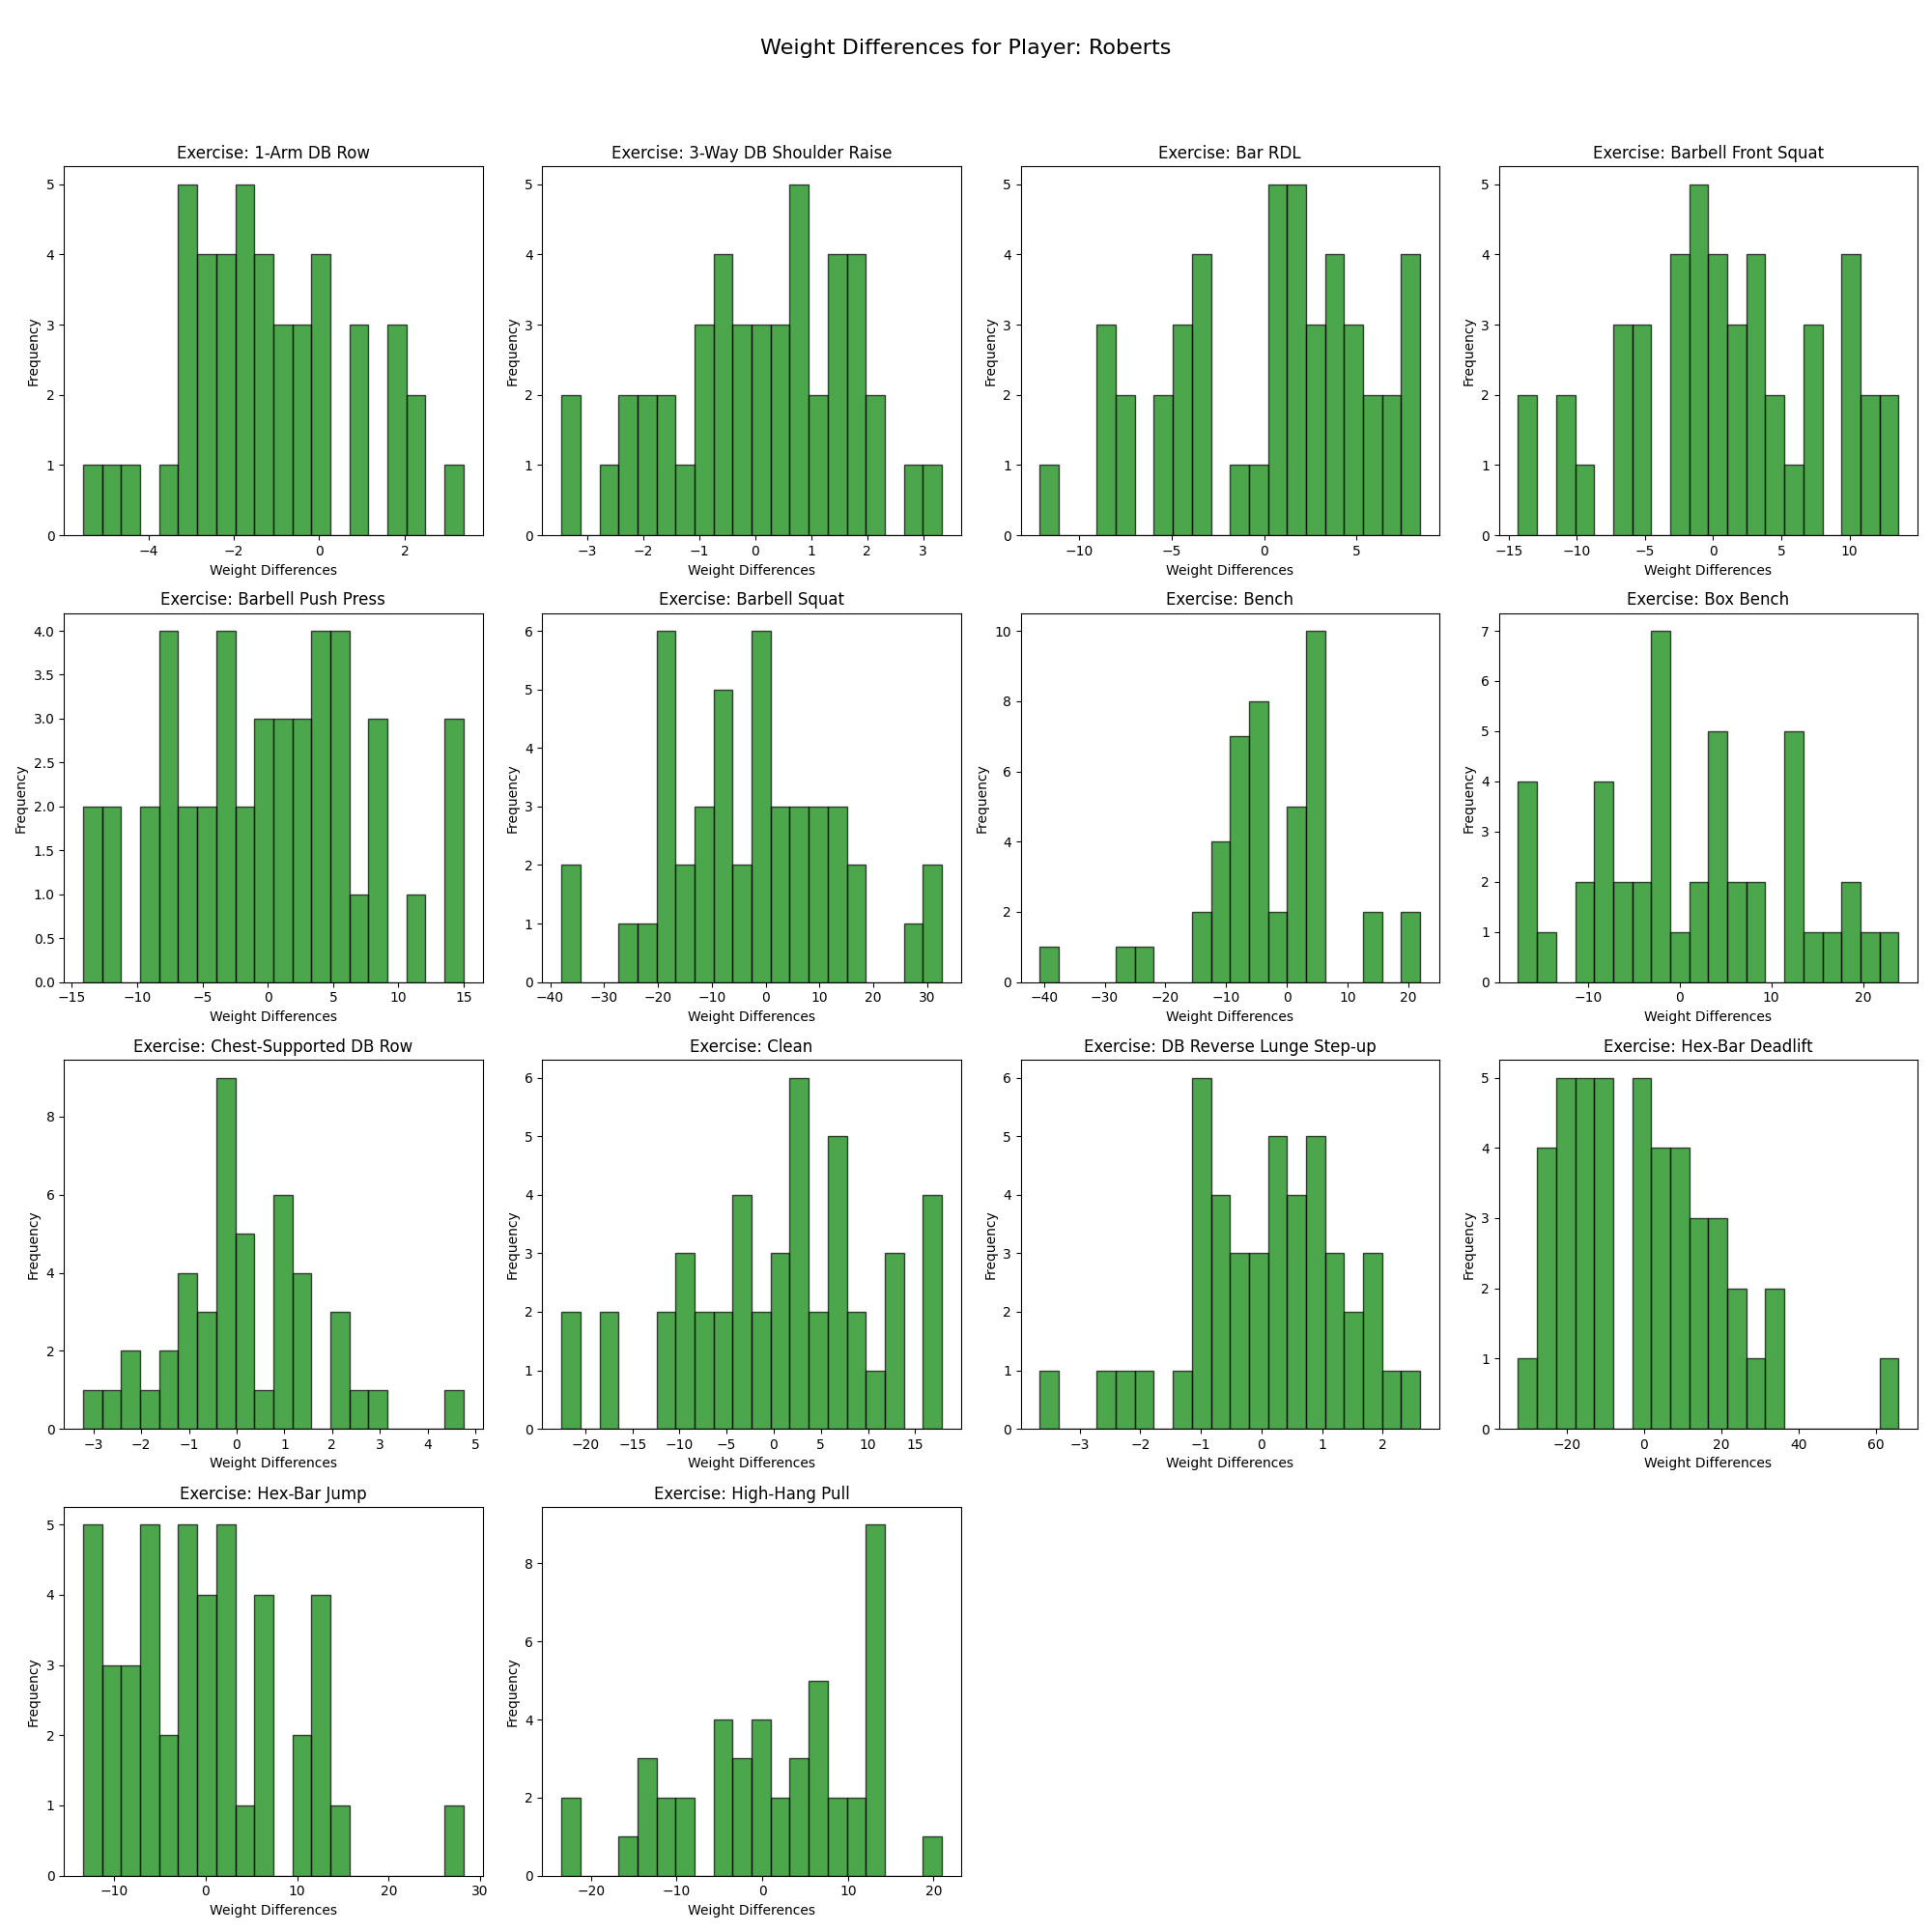 Weight Differences for Player: Roberts
Exercise: 1-Arm DB Row
Frequency
5
4
3
2
1
0
−4 −2 0 2
Weight Differences
Exercise: 3-Way DB Shoulder Raise
Frequency
5
4
3
2
1
0
−3 −2 −1 0 1 2 3
Weight Differences
Exercise: Bar RDL
Frequency
5
4
3
2
1
0
−10 −5 0 5
Weight Differences
Exercise: Barbell Front Squat
Frequency
5
4
3
2
1
0
−15 −10 −5 0 5 10
Weight Differences
Exercise: Barbell Push Press
Frequency
4.0
3.5
3.0
2.5
2.0
1.5
1.0
0.5
0.0
−15 −10 −5 0 5 10 15
Weight Differences
Exercise: Barbell Squat
Frequency
6
5
4
3
2
1
0
−40 −30 −20 −10 0 10 20 30
Weight Differences
Exercise: Bench
Frequency
10
8
6
4
2
0
−40 −30 −20 −10 0 10 20
Weight Differences
Exercise: Box Bench
Frequency
7
6
5
4
3
2
1
0
−10 0 10 20
Weight Differences
Exercise: Chest-Supported DB Row
Frequency
8
6
4
2
0
−3 −2 −1 0 1 2 3 4 5
Weight Differences
Exercise: Clean
Frequency
6
5
4
3
2
1
0
−20 −15 −10 −5 0 5 10 15
Weight Differences
Exercise: DB Reverse Lunge Step-up
Frequency
6
5
4
3
2
1
0
−3 −2 −1 0 1 2
Weight Differences
Exercise: Hex-Bar Deadlift
Frequency
5
4
3
2
1
0
−20 0 20 40 60
Weight Differences
Exercise: Hex-Bar Jump
Frequency
5
4
3
2
1
0
−10 0 10 20 30
Weight Differences
Exercise: High-Hang Pull
Frequency
8
6
4
2
0
−20 −10 0 10 20
Weight Differences